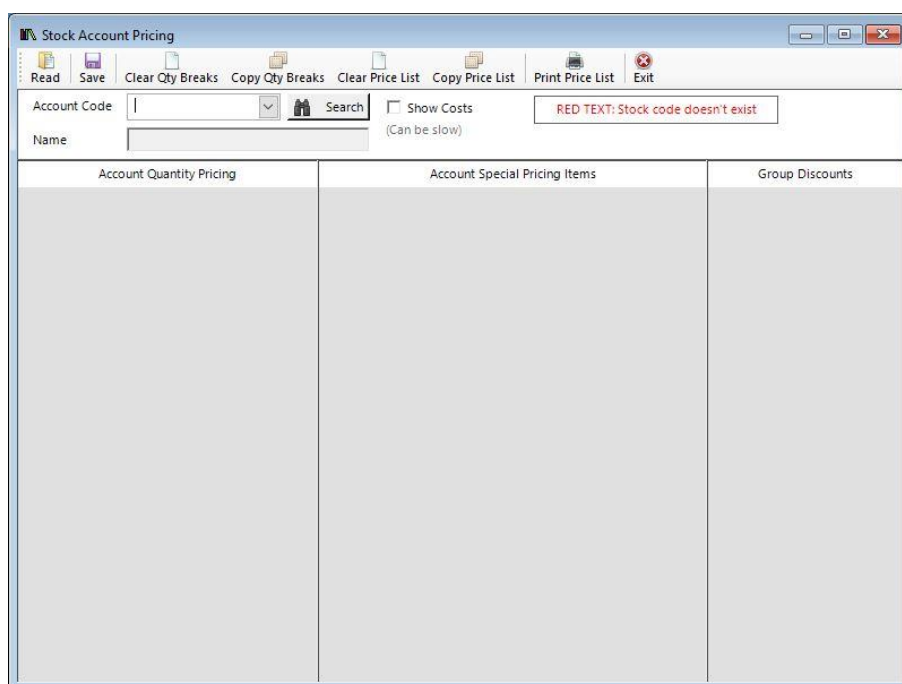 Stock Account Pricing
Read Save Clear Qty Breaks Copy Qty Breaks Clear Price List Copy Price List Print Price List Exit
Account Code Search Show Costs RED TEXT: Stock code doesn't exist
(Can be slow)
Name
Account Quantity Pricing Account Special Pricing Items Group Discounts